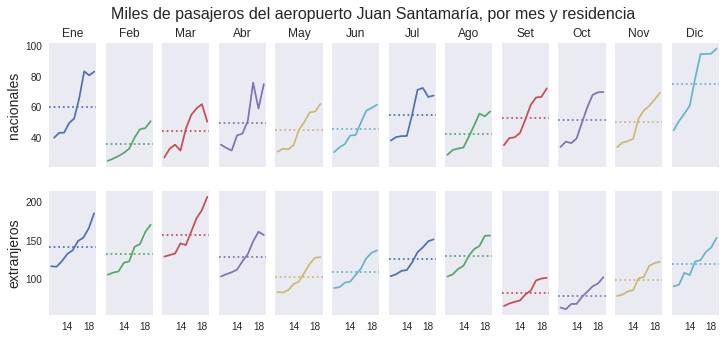 Miles de pasajeros del aeropuerto Juan Santamaría, por mes y residencia
Ene Feb Mar Abr May Jun Jul Ago Set Oct Nov Dic
nacionales
100
80
60
40
extranjeros
200
150
100
14 18 14 18 14 18 14 18 14 18 14 18 14 18 14 18 14 18 14 18 14 18 14 18